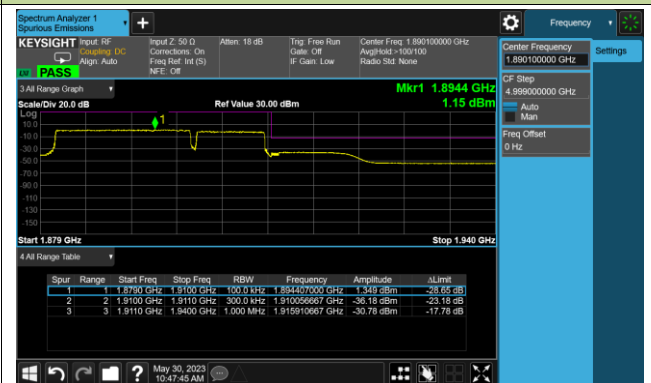 Spectrum Analyzer 1
Spurious Emissions
+
Frequency
KEYSIGHT Input: RF
Coupling: DC
Align: Auto
Input Z: 50 Ω
Corrections: On
Freq Ref: Int (S)
NFE: Off
Atten: 18 dB
Trig: Free Run
Gate: Off
IF Gain: Low
Center Freq: 1.890100000 GHz
Avg|Hold:>100/100
Radio Std: None
PASS
Center Frequency
1.890100000 GHz
Settings
CF Step
4.999000000 GHz
Auto
Man
Freq Offset
0 Hz
3 All Range Graph
Mkr1 1.8944 GHz
Scale/Div 20.0 dB
Ref Value 30.00 dBm
1.15 dBm
Log
10.0
-10.0
-30.0
-50.0
-70.0
-90.0
-110
-130
-150
1
Start 1.879 GHz
Stop 1.940 GHz
4 All Range Table
Spur Range Start Freq Stop Freq RBW Frequency Amplitude ΔLimit
1 1 1.8790 GHz 1.9100 GHz 100.0 kHz 1.894407000 GHz 1.349 dBm -28.65 dB
2 2 1.9100 GHz 1.9110 GHz 300.0 kHz 1.910056667 GHz -36.18 dBm -23.18 dB
3 3 1.9110 GHz 1.9400 GHz 1.000 MHz 1.915910667 GHz -30.78 dBm -17.78 dB
?
May 30, 2023
10:47:45 AM